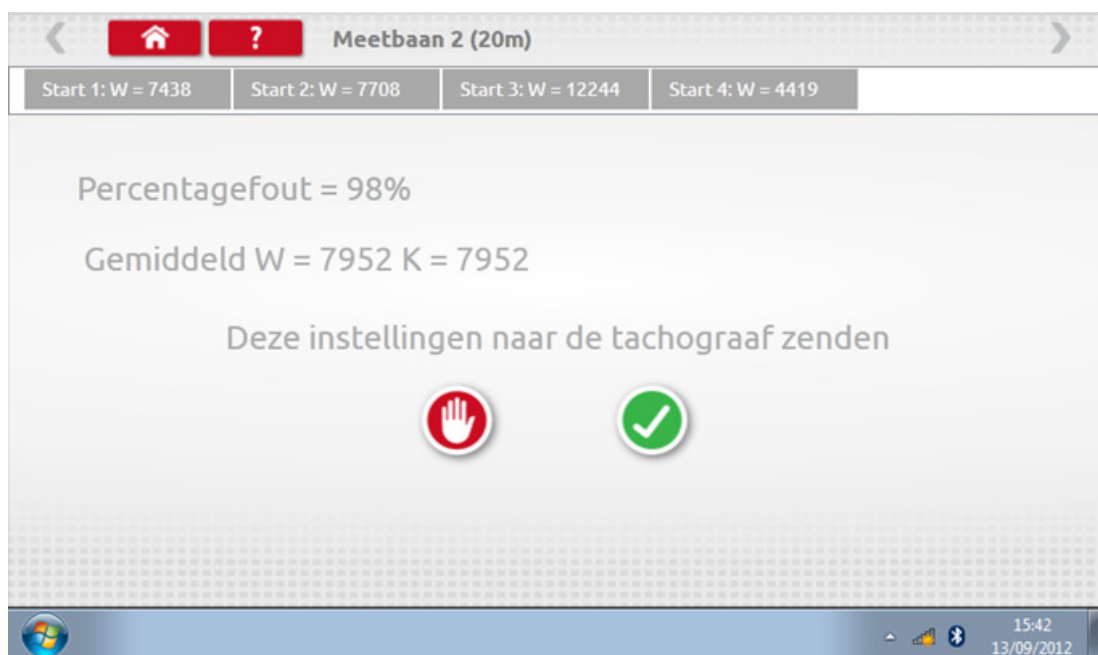 ? Meetbaan 2 (20m)
Start 1: W = 7438 Start 2: W = 7708 Start 3: W = 12244 Start 4: W = 4419
Percentagefout = 98%
Gemiddeld W = 7952 K = 7952
Deze instellingen naar de tachograaf zenden
15:42
13/09/2012